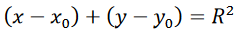 (x − x₀) + (y − y₀) = R²